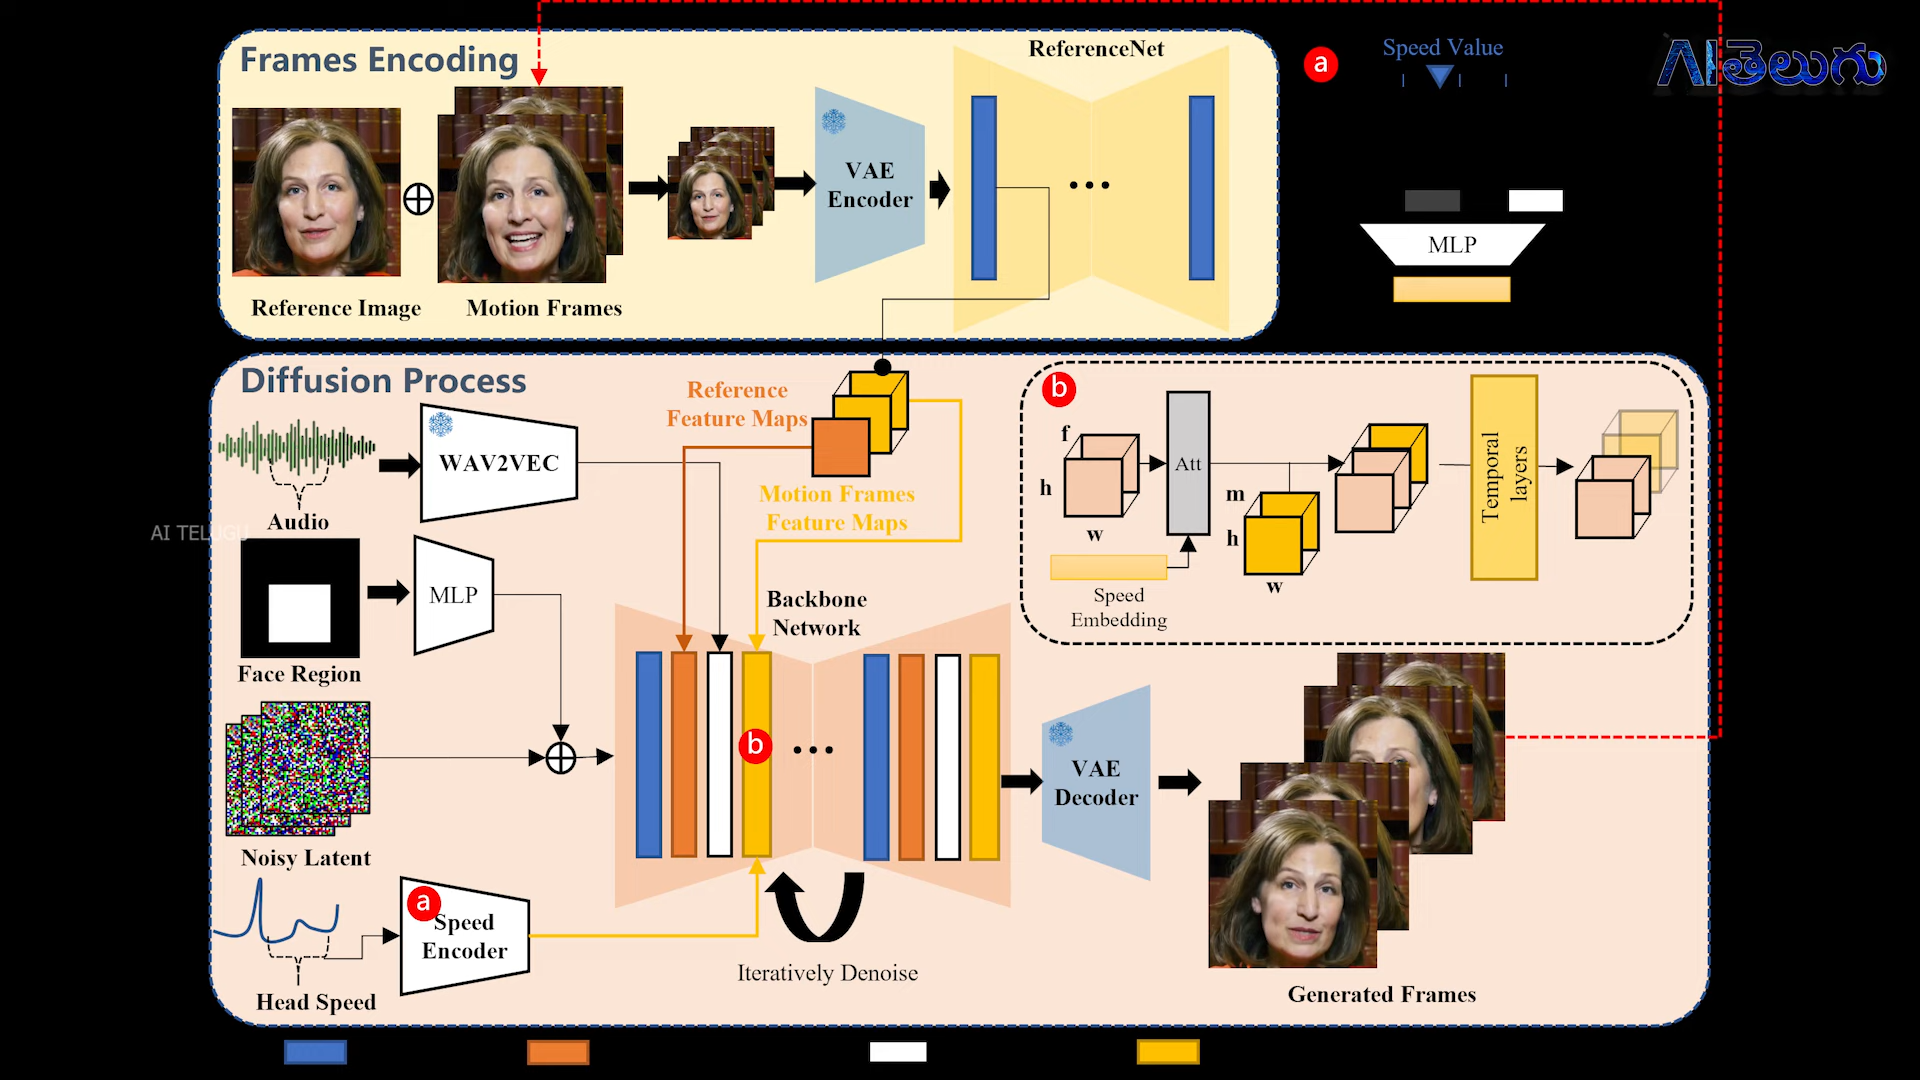 Frames Encoding
ReferenceNet
a
Speed Value
AIతెలుగు
VAE
Encoder
MLP
Reference Image
Motion Frames
Diffusion Process
Reference
Feature Maps
b
f
h
w
Att
m
h
w
Temporal
layers
Speed
Embedding
WAV2VEC
Motion Frames
Feature Maps
Audio
AI TELUGU
MLP
Backbone
Network
Face Region
b
VAE
Decoder
Noisy Latent
a
Speed
Encoder
Iteratively Denoise
Head Speed
Generated Frames